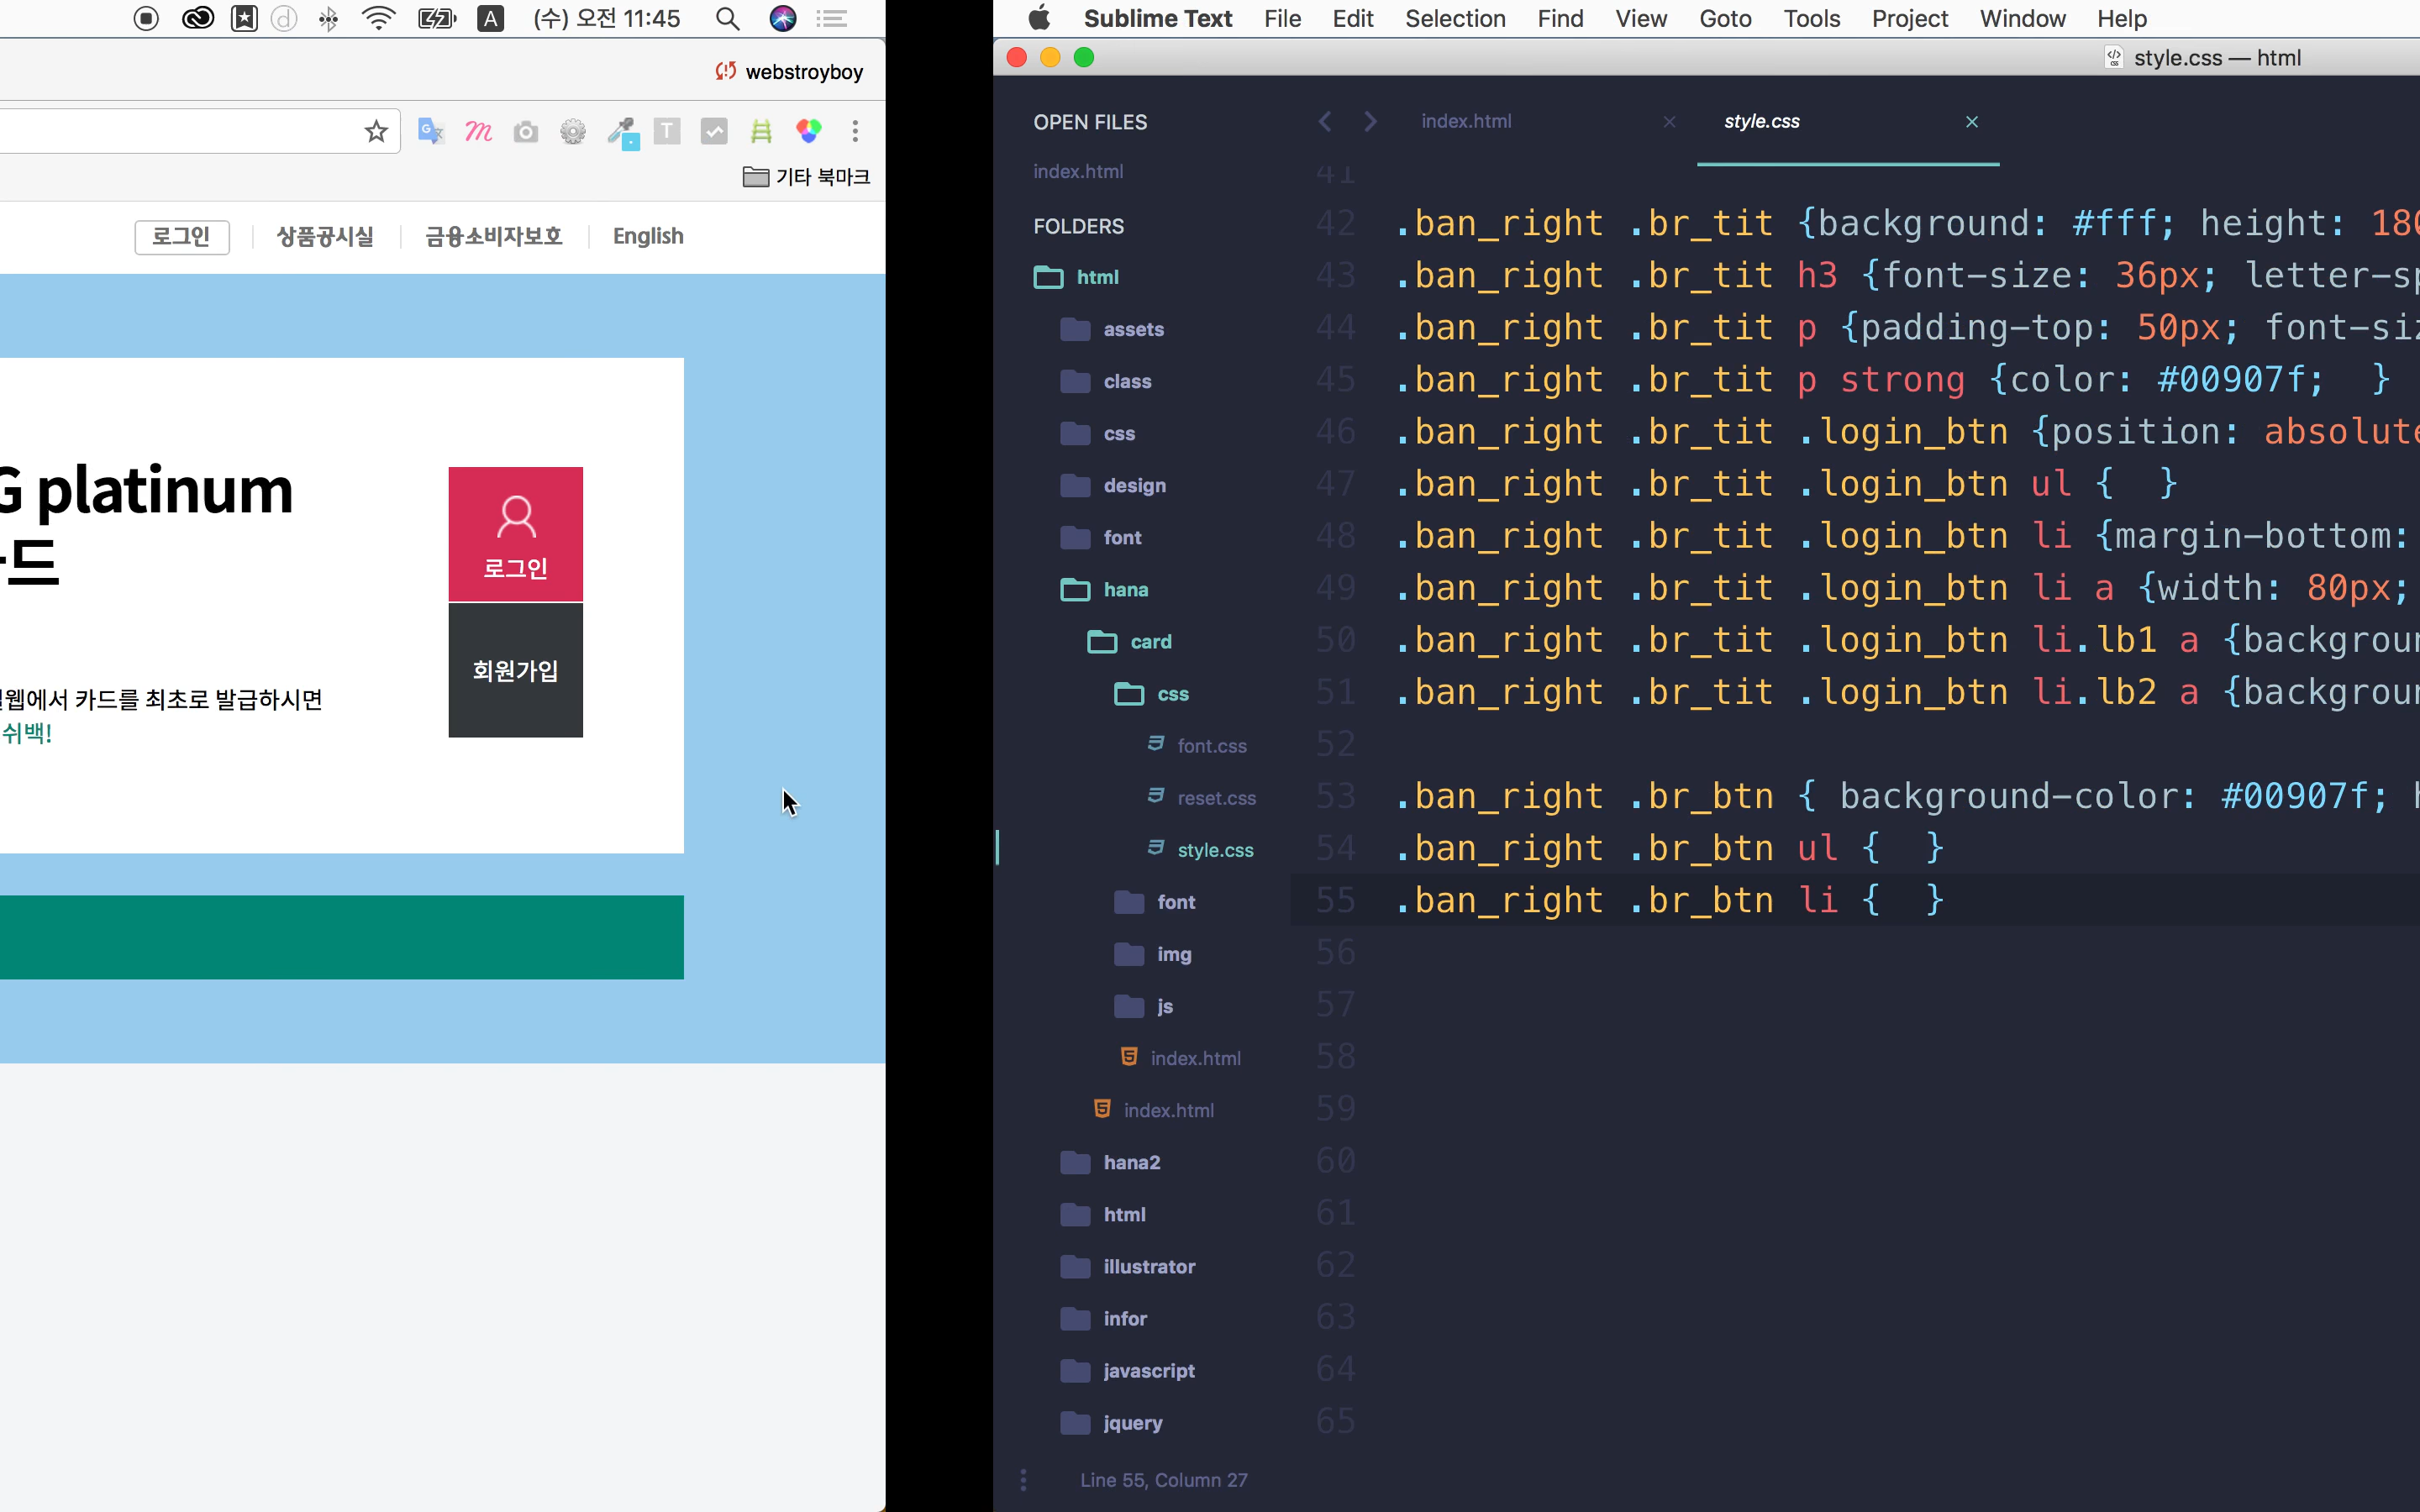 (수) 오전 11:45
webstroyboy
기타 북마크
로그인
상품공시실
금융소비자보호
English
G platinum
카드
로그인
회원가입
웹에서 카드를 최초로 발급하시면
쉬백!
Sublime Text File Edit Selection Find View Goto Tools Project Window Help
style.css — html
OPEN FILES
index.html
FOLDERS
html
assets
class
css
design
font
hana
card
css
font.css
reset.css
style.css
font
img
js
index.html
index.html
hana2
html
illustrator
infor
javascript
jquery
index.html
style.css
41
42 .ban_right .br_tit {background: #fff; height: 180
43 .ban_right .br_tit h3 {font-size: 36px; letter-sp
44 .ban_right .br_tit p {padding-top: 50px; font-siz
45 .ban_right .br_tit p strong {color: #00907f; }
46 .ban_right .br_tit .login_btn {position: absolute
47 .ban_right .br_tit .login_btn ul { }
48 .ban_right .br_tit .login_btn li {margin-bottom:
49 .ban_right .br_tit .login_btn li a {width: 80px;
50 .ban_right .br_tit .login_btn li.lb1 a {backgroun
51 .ban_right .br_tit .login_btn li.lb2 a {backgroun
52
53 .ban_right .br_btn { background-color: #00907f; h
54 .ban_right .br_btn ul { }
55 .ban_right .br_btn li { }
56
57
58
59
60
61
62
63
64
65
Line 55, Column 27